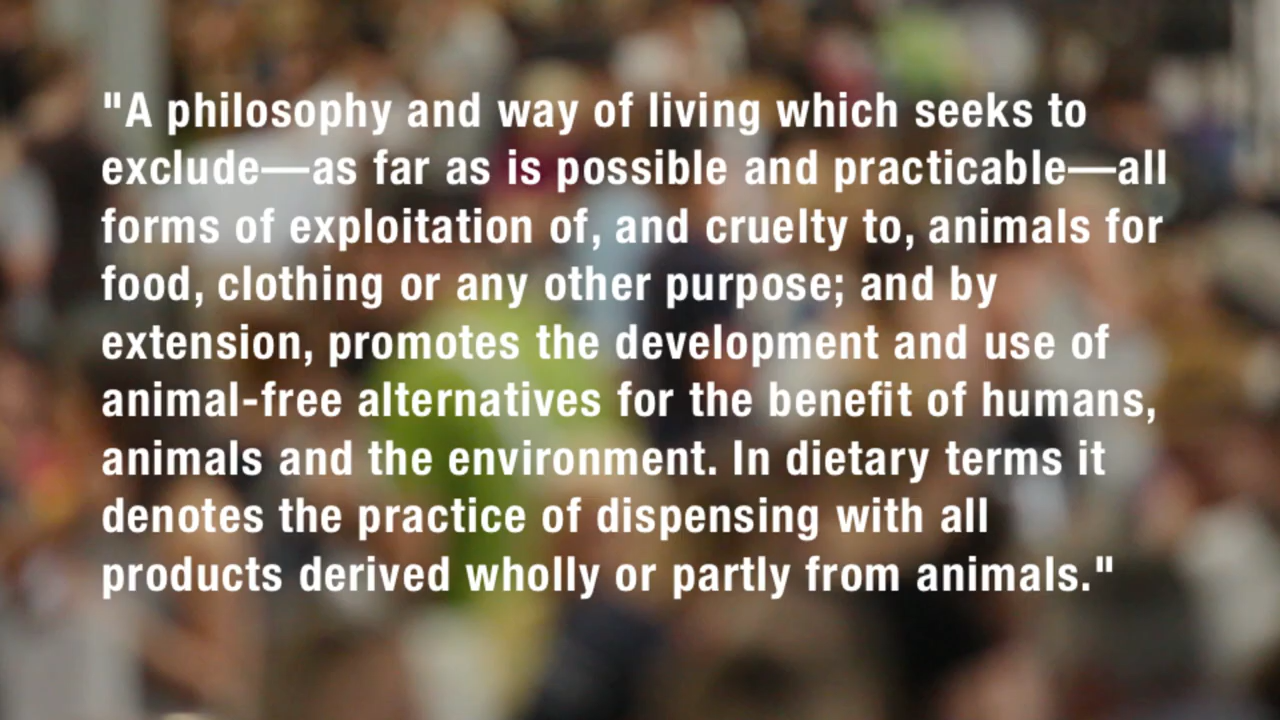 "A philosophy and way of living which seeks to
exclude—as far as is possible and practicable—all
forms of exploitation of, and cruelty to, animals for
food, clothing or any other purpose; and by
extension, promotes the development and use of
animal-free alternatives for the benefit of humans,
animals and the environment. In dietary terms it
denotes the practice of dispensing with all
products derived wholly or partly from animals."